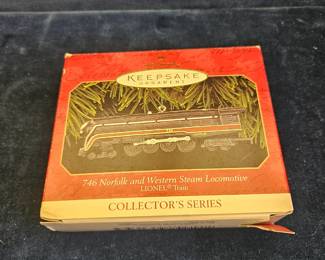 KEEPSAKE
ORNAMENT
746 Norfolk and Western Steam Locomotive
LIONEL® Train
COLLECTOR'S SERIES